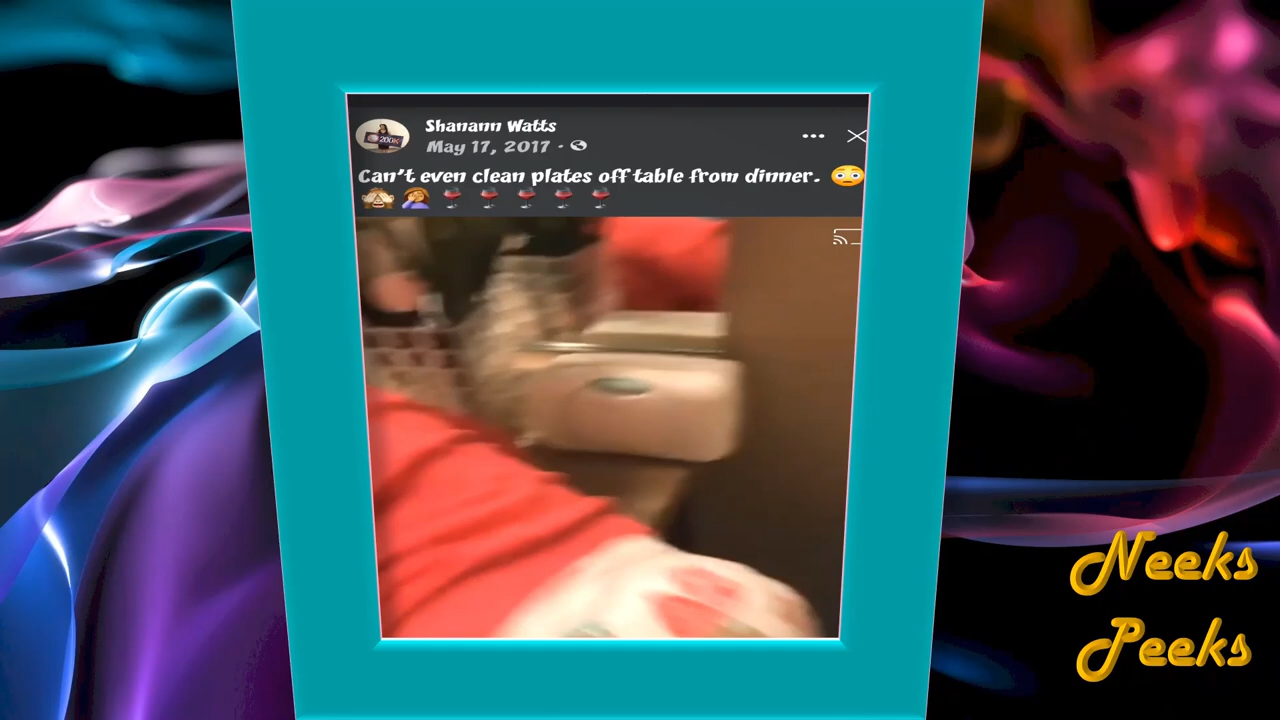 Shanann Watts
May 17, 2017 ·
Can't even clean plates off table from dinner. 😳
🙈🤦‍♀️🍷🍷🍷🍷🍷
Neeks
Peeks